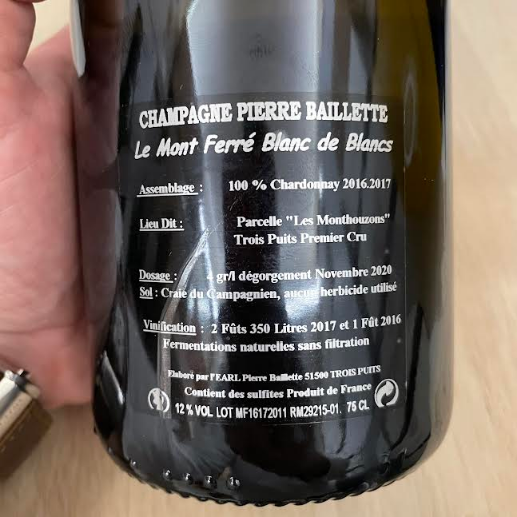 CHAMPAGNE PIERRE BAILLETTE
Le Mont Ferré Blanc de Blancs
Assemblage : 100 % Chardonnay 2016.2017
Lieu Dit : Parcelle "Les Monthouzons"
Trois Puits Premier Cru
Dosage : 4 gr/l dégorgement Novembre 2020
Sol : Craie du Campagnien, aucun herbicide utilisé
Vinification : 2 Fûts 350 Litres 2017 et 1 Fût 2016
Fermentations naturelles sans filtration
Elaboré par l'EARL Pierre Baillette 51500 TROIS PUITS
Contient des sulfites Produit de France
12 % VOL LOT MF16172011 RM29215-01. 75 CL